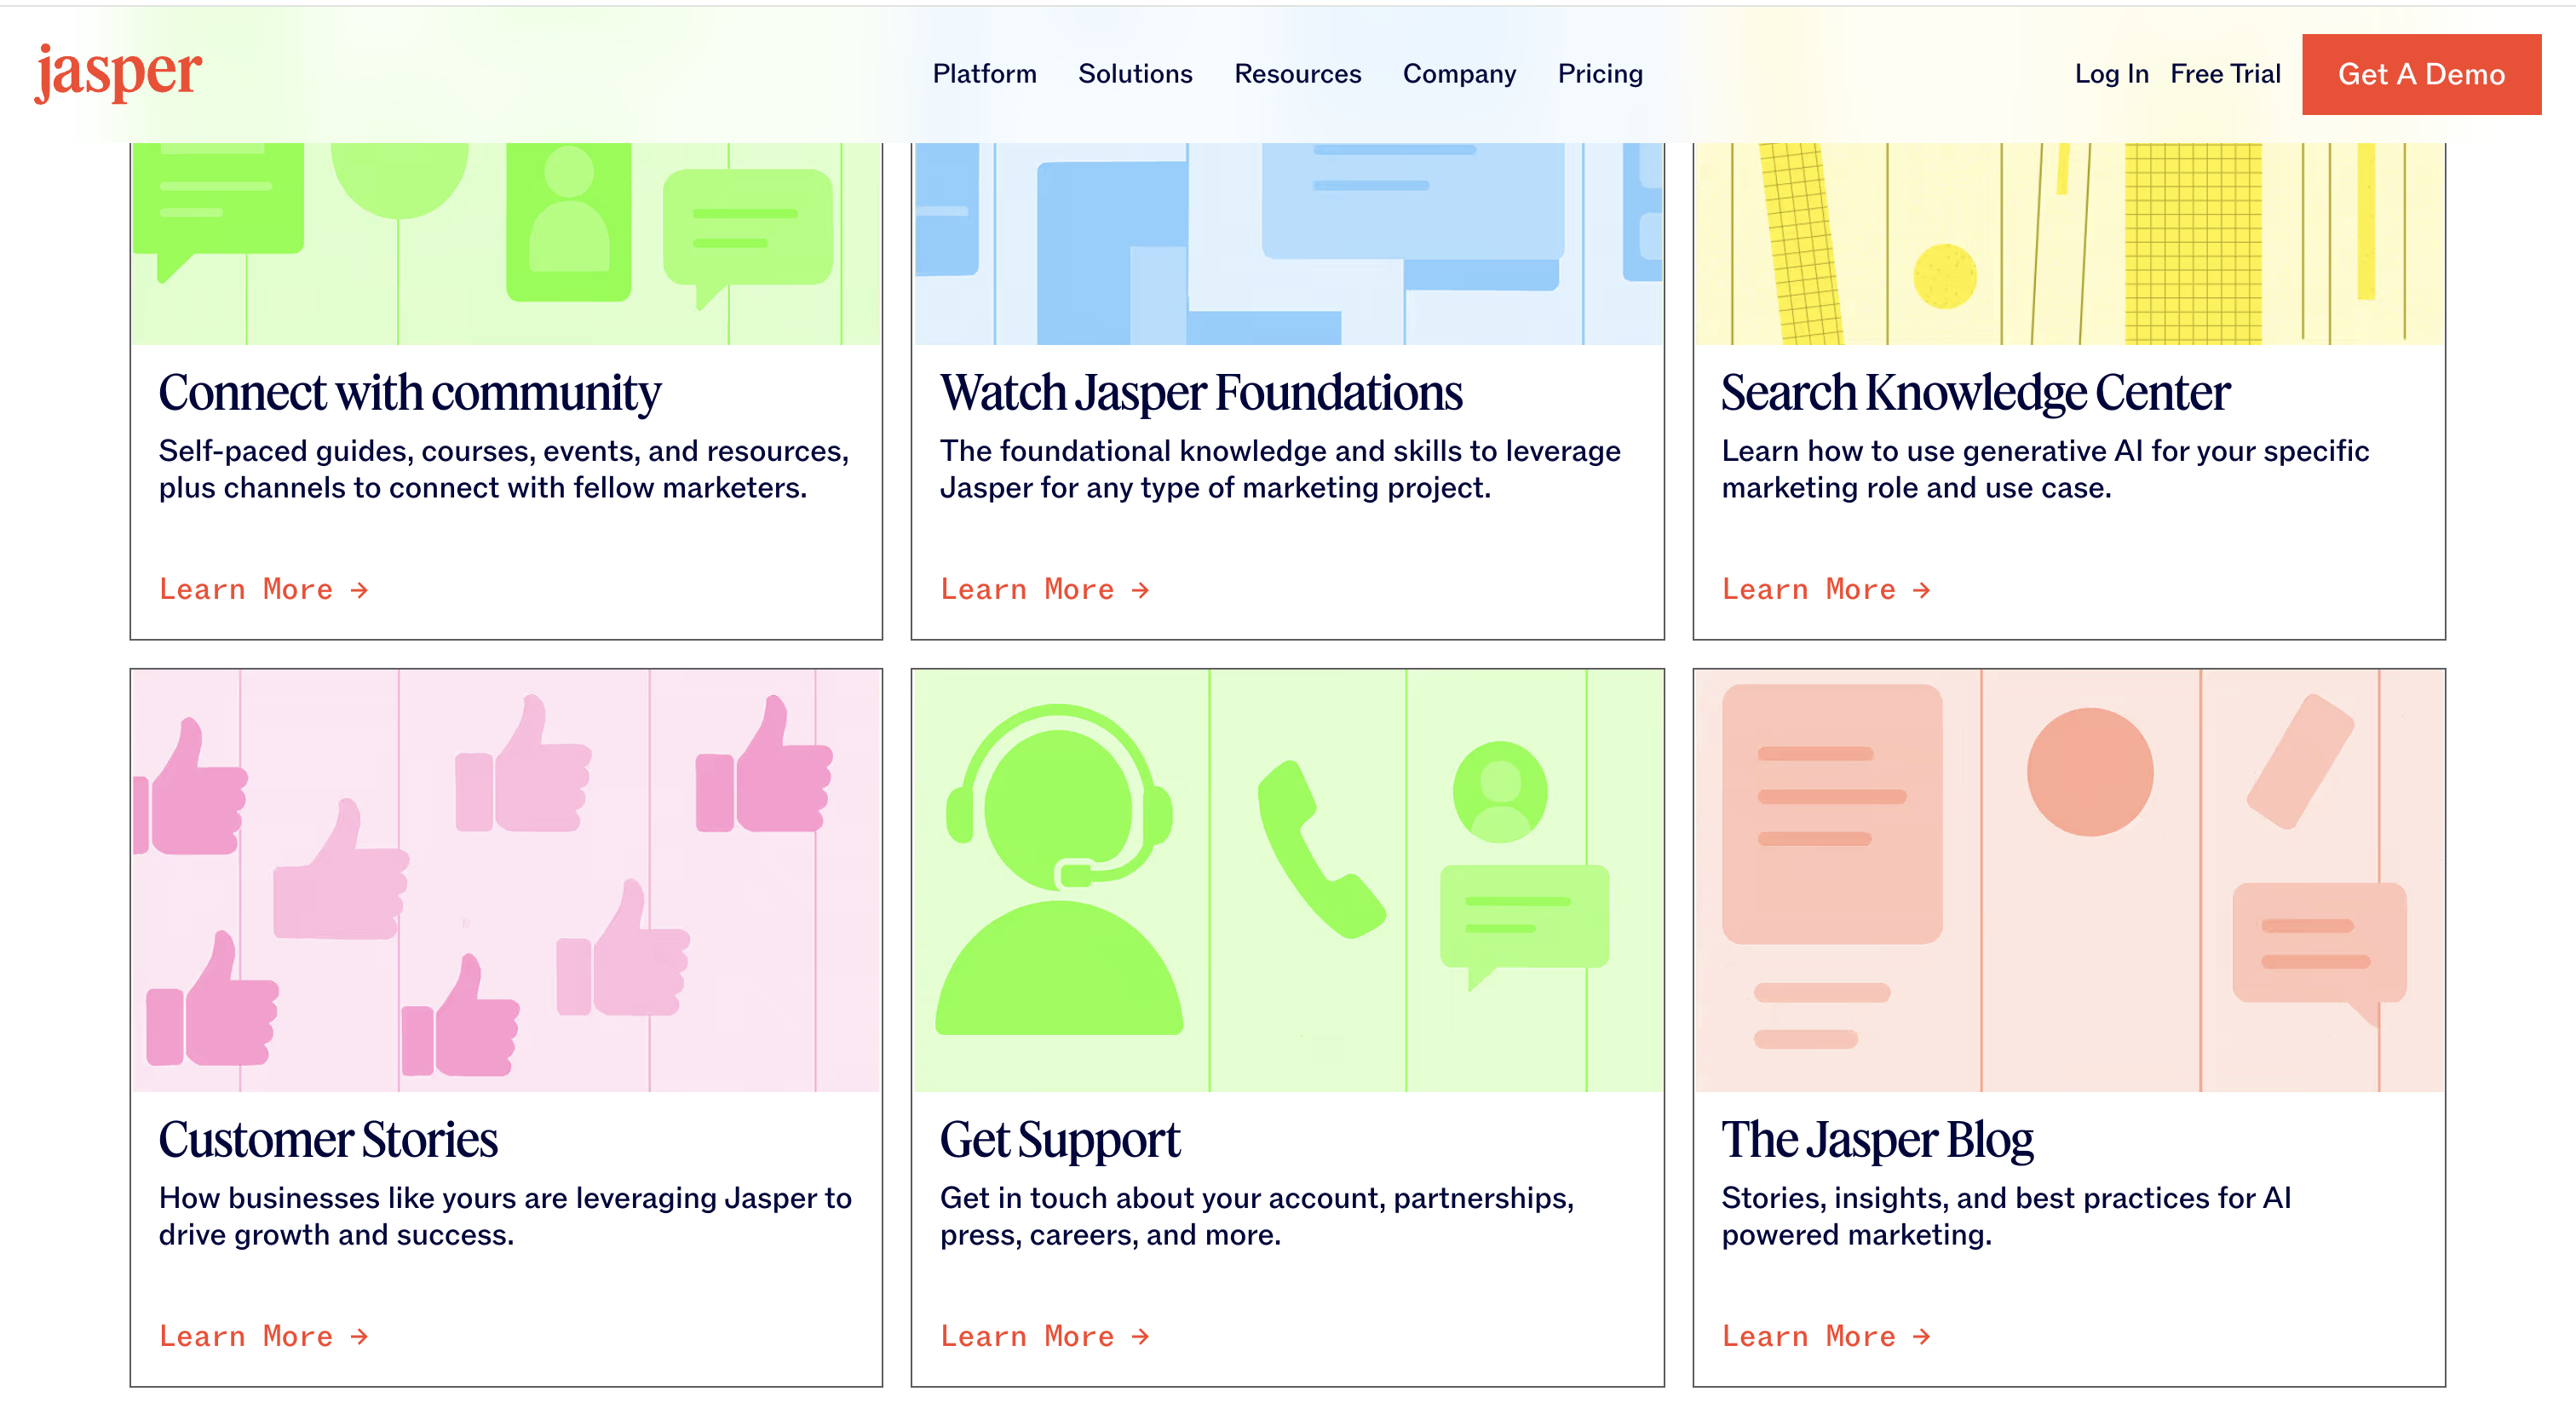 jasper
Platform Solutions Resources Company Pricing
Log In Free Trial Get A Demo
Connect with community
Self-paced guides, courses, events, and resources,
plus channels to connect with fellow marketers.
Learn More →
Watch Jasper Foundations
The foundational knowledge and skills to leverage
Jasper for any type of marketing project.
Learn More →
Search Knowledge Center
Learn how to use generative AI for your specific
marketing role and use case.
Learn More →
Customer Stories
How businesses like yours are leveraging Jasper to
drive growth and success.
Learn More →
Get Support
Get in touch about your account, partnerships,
press, careers, and more.
Learn More →
The Jasper Blog
Stories, insights, and best practices for AI
powered marketing.
Learn More →